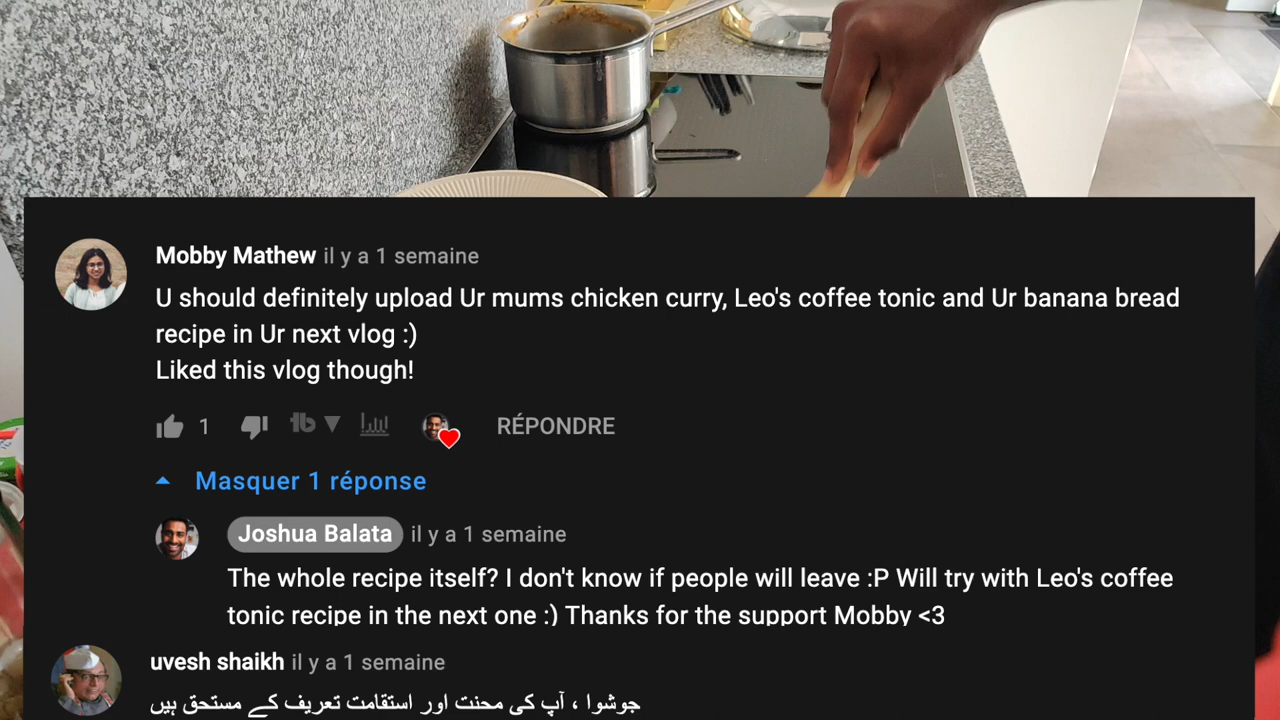 Mobby Mathew il y a 1 semaine
U should definitely upload Ur mums chicken curry, Leo's coffee tonic and Ur banana bread
recipe in Ur next vlog :)
Liked this vlog though!
1 RÉPONDRE
Masquer 1 réponse
Joshua Balata il y a 1 semaine
The whole recipe itself? I don't know if people will leave :P Will try with Leo's coffee
tonic recipe in the next one :) Thanks for the support Mobby <3
uvesh shaikh il y a 1 semaine
جوشوا ، آپ کی محنت اور استقامت تعریف کے مستحق ہیں